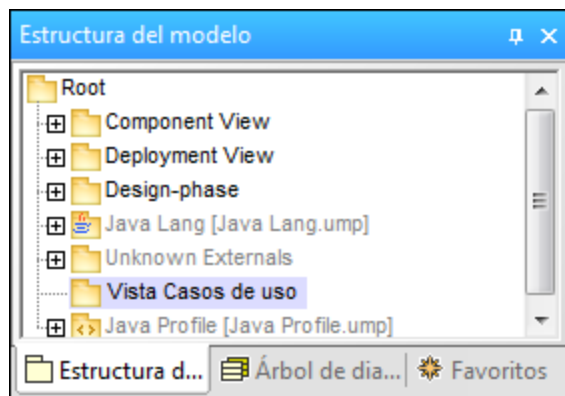 Estructura del modelo
Root
Component View
Deployment View
Design-phase
Java Lang [Java Lang.ump]
Unknown Externals
Vista Casos de uso
Java Profile [Java Profile.ump]
Estructura d... Árbol de dia... Favoritos